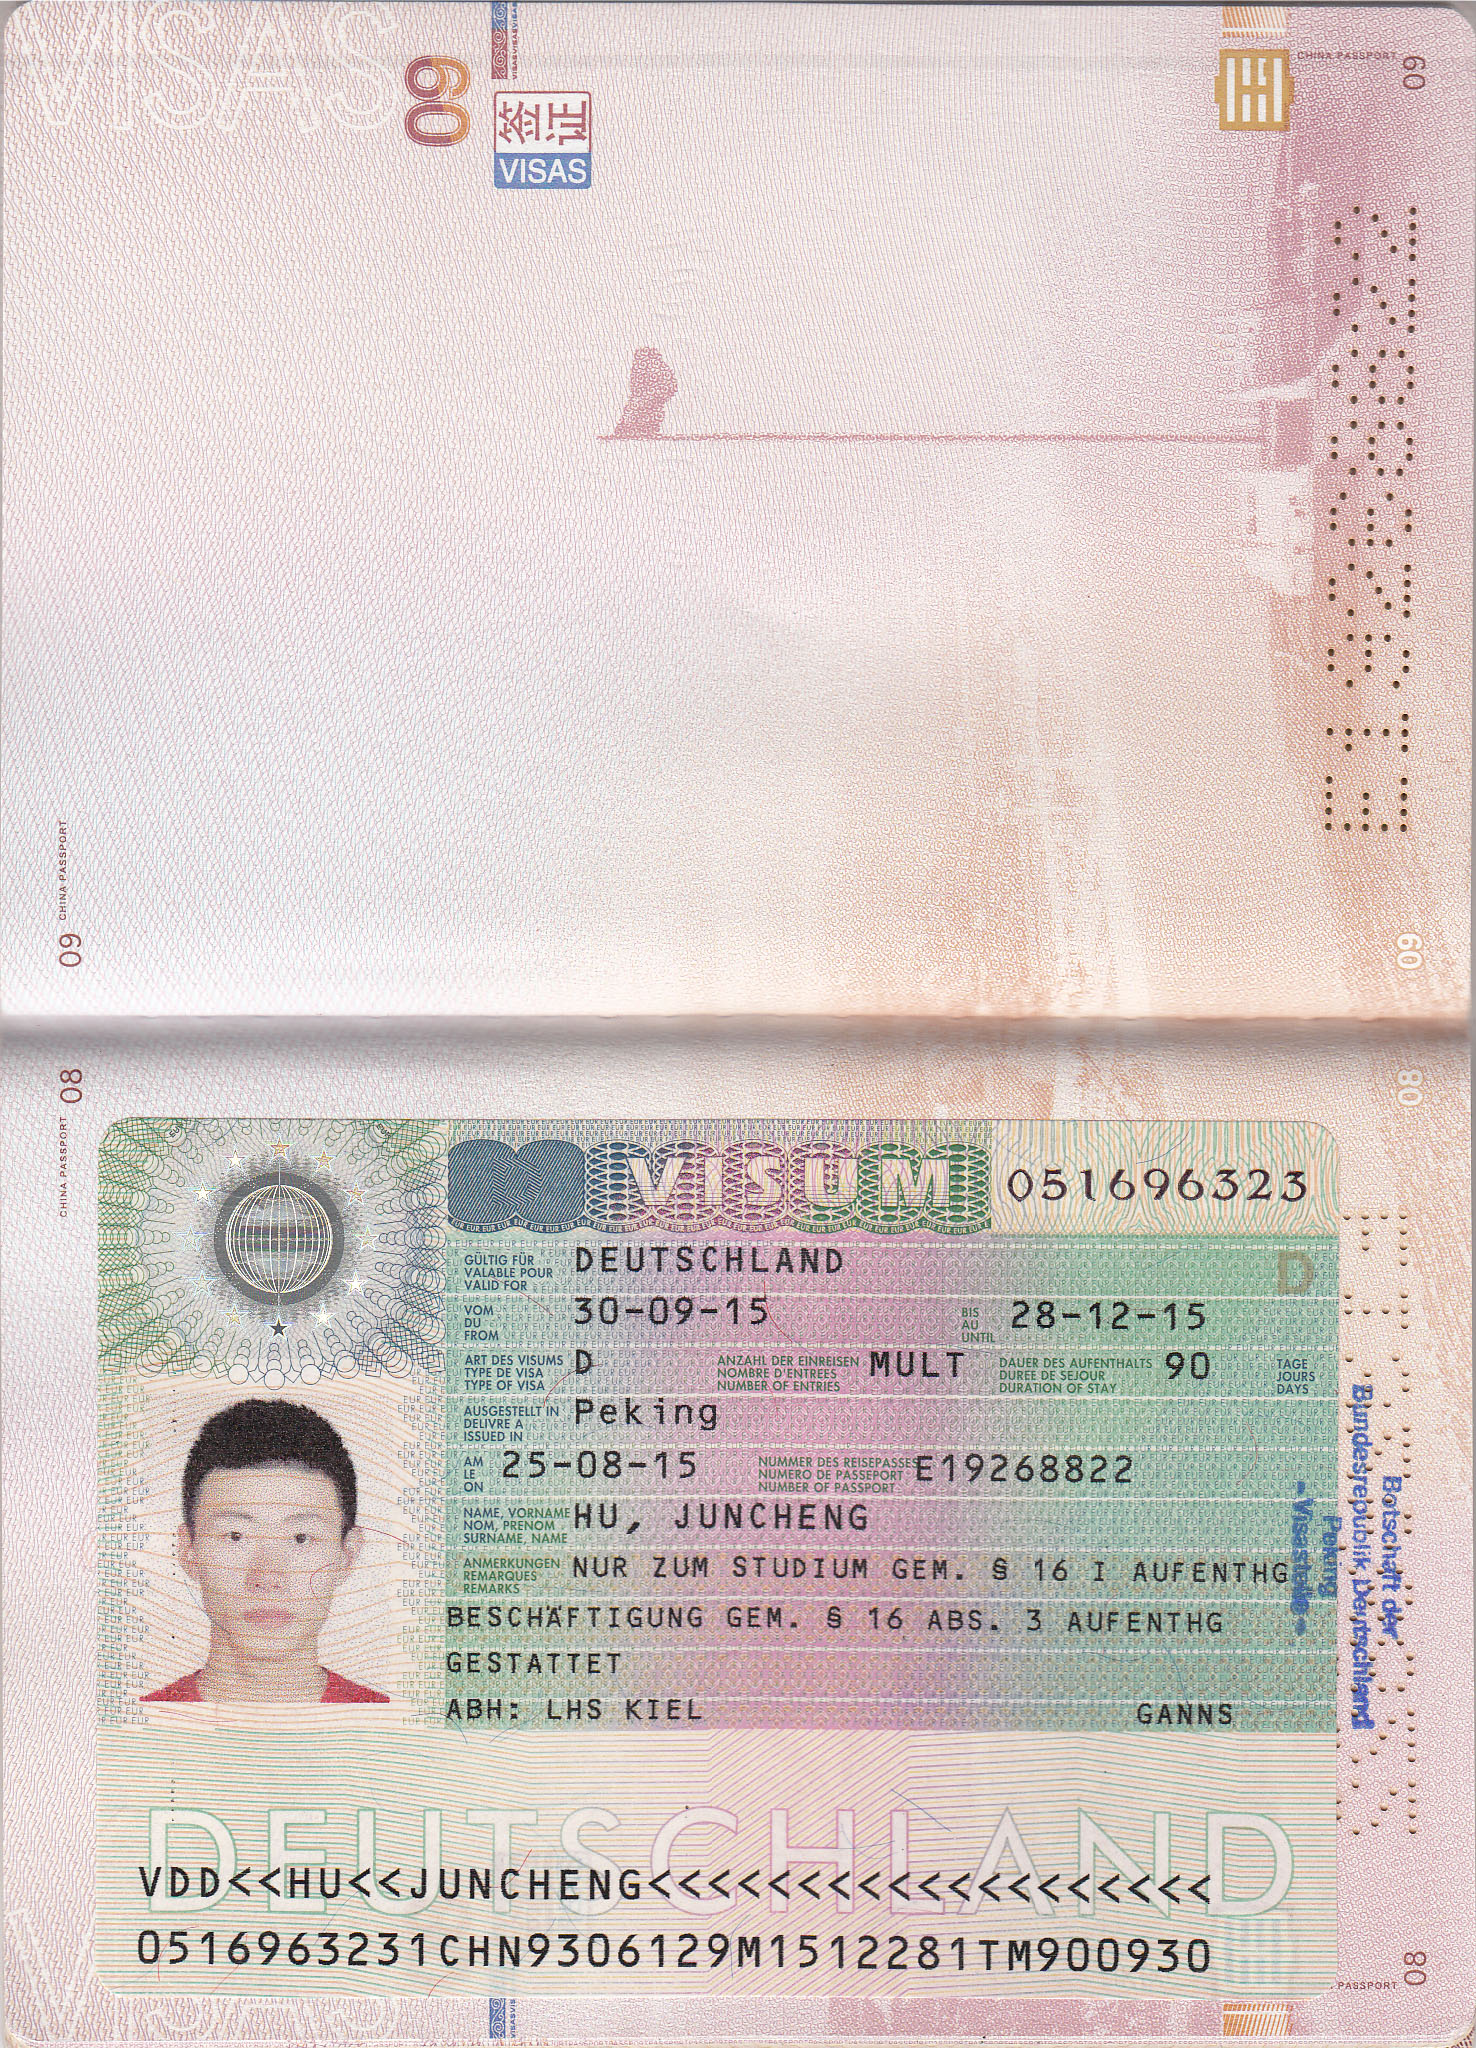 VISAS
09
签证
VISAS
CHINA PASSPORT
09
E19268822
CHINA PASSPORT
09
09
08
CHINA PASSPORT
08
VISUM
051696323
GÜLTIG FÜR
VALABLE POUR
VALID FOR
DEUTSCHLAND
D
VOM
DU
FROM
30-09-15
BIS
AU
UNTIL
28-12-15
ART DES VISUMS
TYPE DE VISA
TYPE OF VISA
D
ANZAHL DER EINREISEN
NOMBRE D'ENTREES
NUMBER OF ENTRIES
MULT
DAUER DES AUFENTHALTS
DUREE DE SEJOUR
DURATION OF STAY
90
TAGE
JOURS
DAYS
AUSGESTELLT IN
DELIVRE A
ISSUED IN
Peking
AM
LE
ON
25-08-15
NUMMER DES REISEPASSES
NUMERO DE PASSEPORT
NUMBER OF PASSPORT
E19268822
NAME, VORNAME
NOM, PRENOM
SURNAME, NAME
HU, JUNCHENG
ANMERKUNGEN
REMARQUES
REMARKS
NUR ZUM STUDIUM GEM. § 16 I AUFENTHG
BESCHÄFTIGUNG GEM. § 16 ABS. 3 AUFENTHG
GESTATTET
ABH: LHS KIEL
GANNS
Botschaft der
Bundesrepublik Deutschland
Peking
-Visastelle-
DEUTSCHLAND
VDD<<HU<<JUNCHENG<<<<<<<<<<<<<<<<<<<
0516963231CHN9306129M1512281TM900930
PASSPORT
08